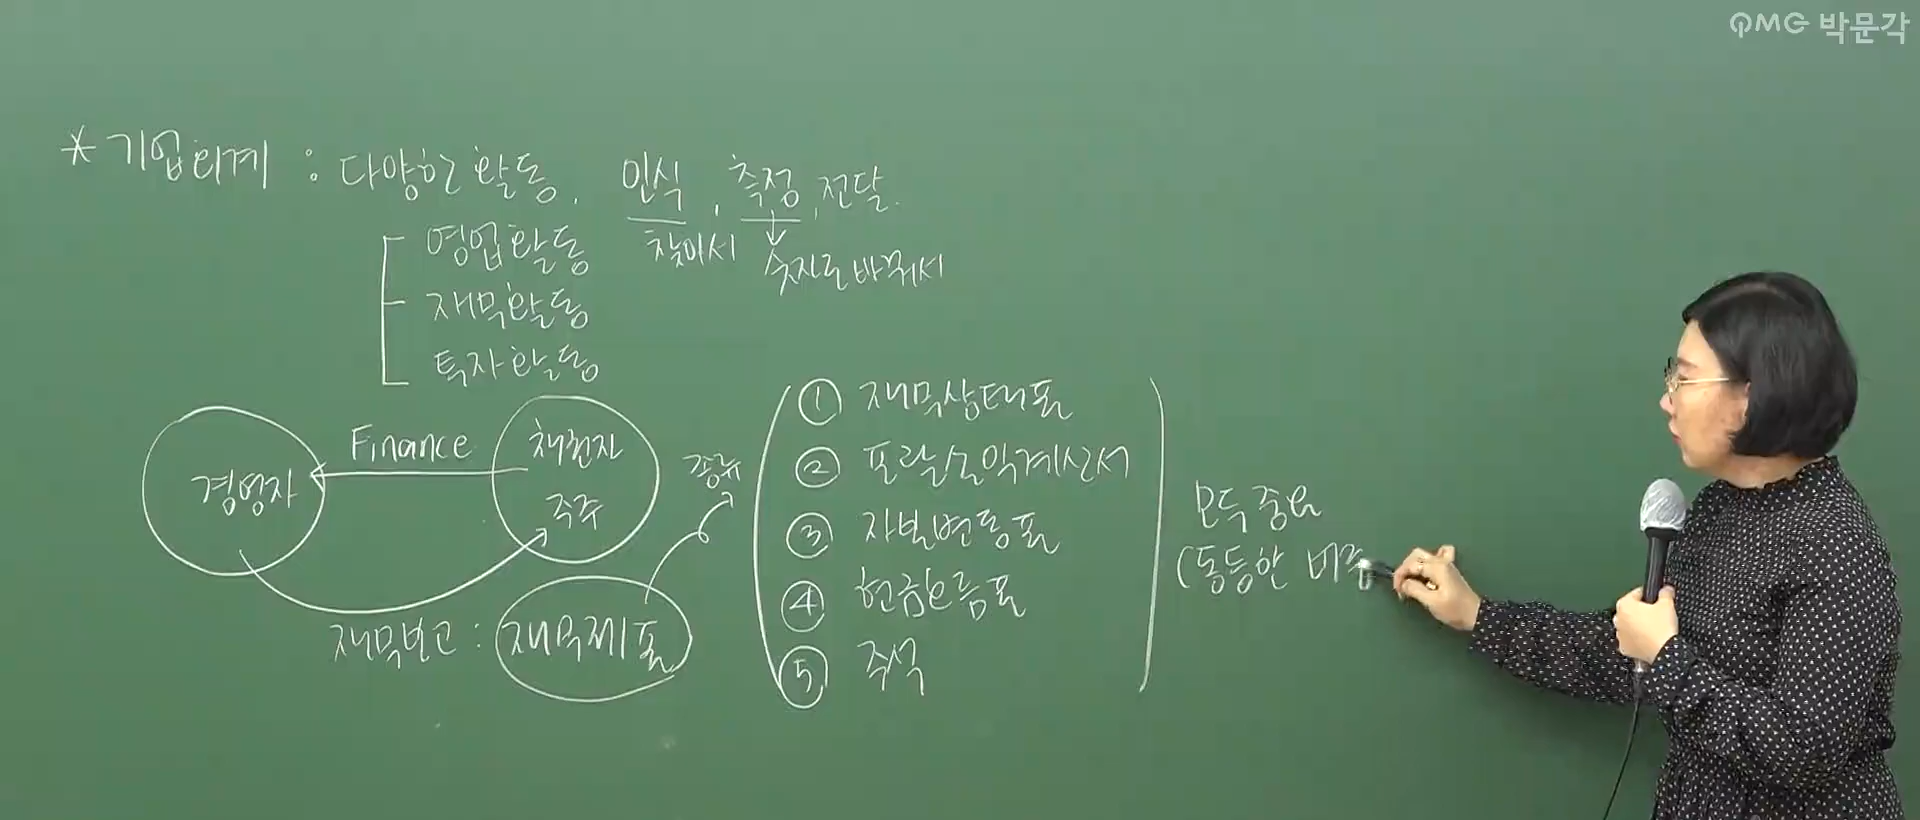 PMG 박문각
* 기업회계 : 다양한 활동, 인식, 측정, 전달.
찾아서 숫자로 바꿔서
영업활동
재무활동
투자활동
경영자
Finance
채권자
주주
재무보고 : 재무제표
종류
① 재무상태표
② 포괄손익계산서
③ 자본변동표
④ 현금흐름표
⑤ 주석
모두 중요
(동등한 비주